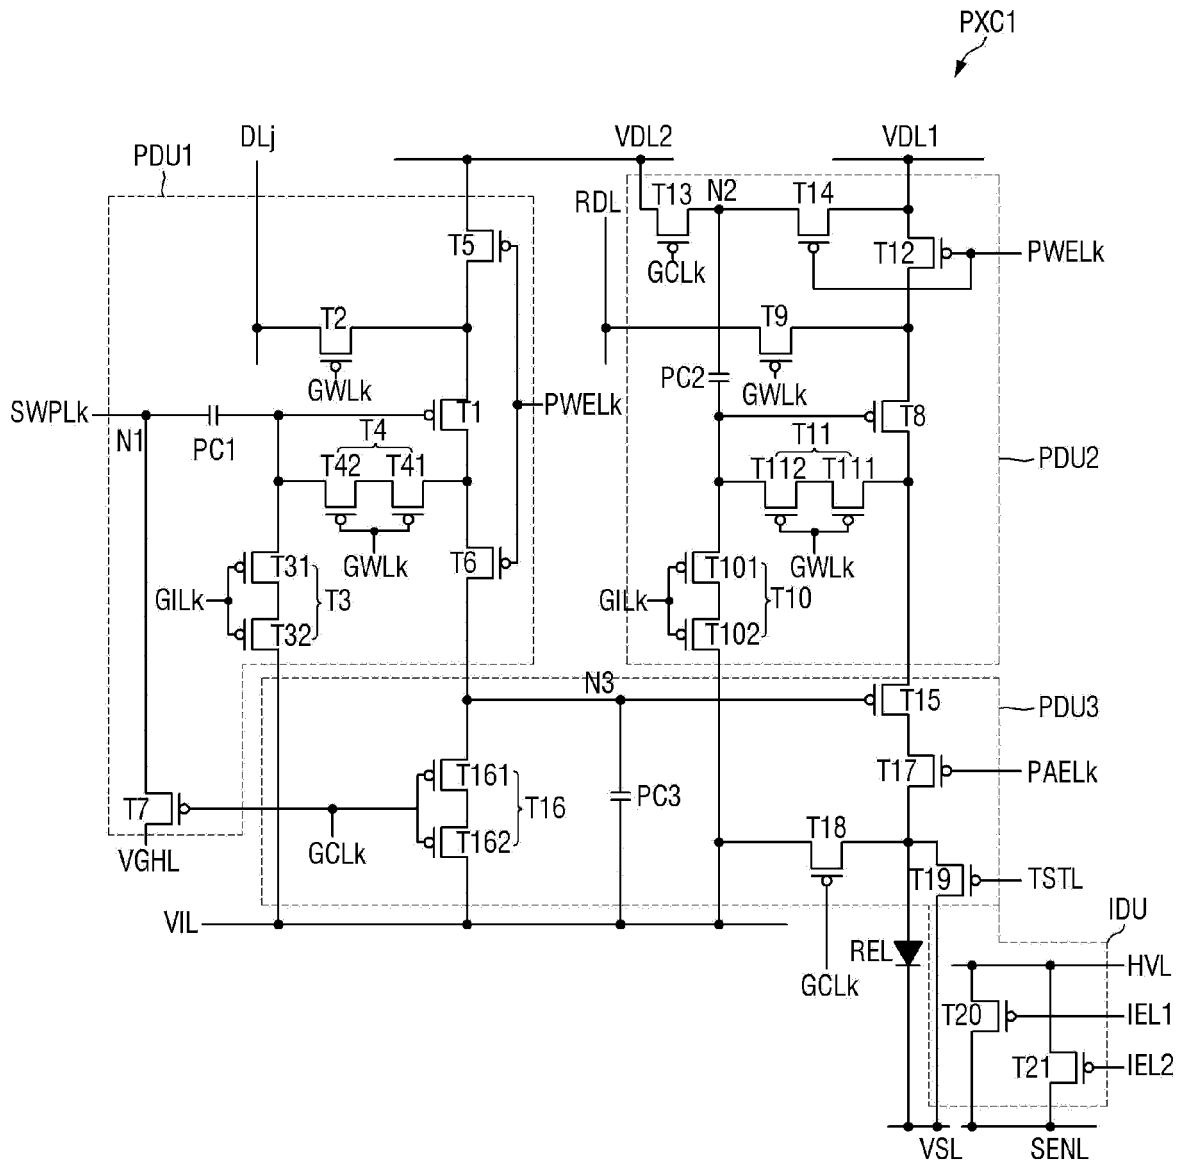 PXC1
DLj
VDL2
VDL1
PDU1
T13
N2
T14
RDL
T5
T12
PWELk
GCLk
T2
T9
PC2
GWLk
GWLk
SWPLk
T1
PWELk
T8
N1
PC1
T4
T11
T42
T41
T112
T111
PDU2
GWLk
T6
GWLk
T31
T101
GILk
T3
GILk
T10
T32
T102
N3
T15
PDU3
T161
T17
PAELk
T7
T16
PC3
T18
GCLk
T162
VGHL
T19
TSTL
VIL
IDU
REL
HVL
GCLk
T20
IEL1
T21
IEL2
VSL
SENL